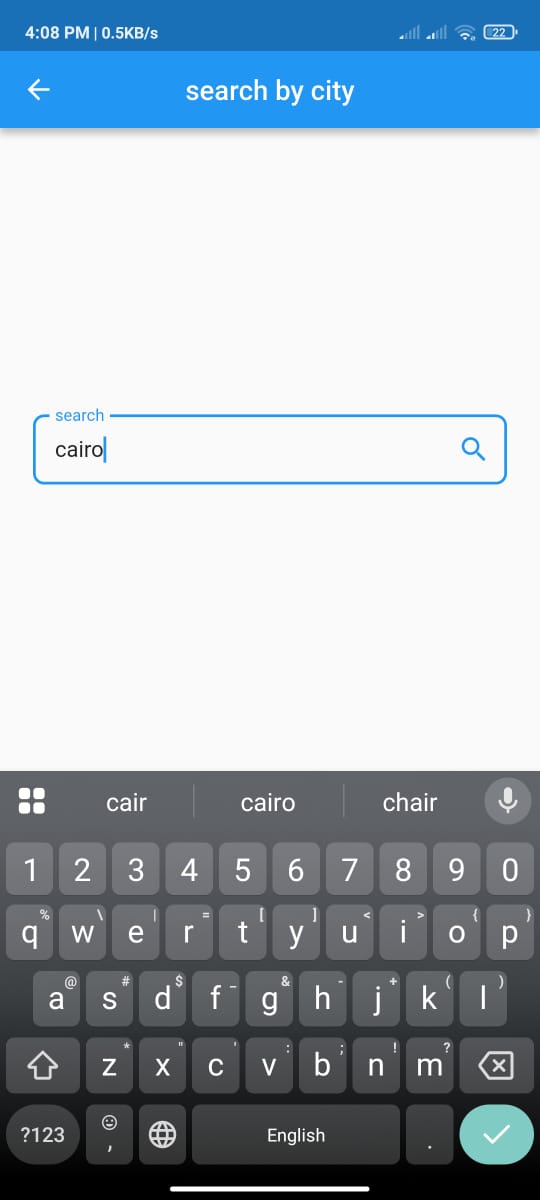 4:08 PM | 0.5KB/s 22
search by city
search
cairo
cair cairo chair
1 2 3 4 5 6 7 8 9 0
% \ | = [ ] < > { }
q w e r t y u i o p
@ # $ _ & - + ( )
a s d f g h j k l
* " ' : ; ! ?
z x c v b n m
?123 , English .